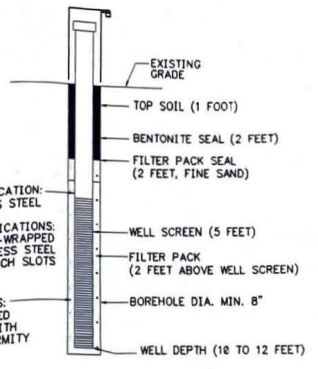 EXISTING
GRADE
TOP SOIL (1 FOOT)
BENTONITE SEAL (2 FEET)
FILTER PACK SEAL
(2 FEET, FINE SAND)
CATION:
STEEL
ICATIONS:
-WRAPPED
ESS STEEL
CH SLOTS
WELL SCREEN (5 FEET)
FILTER PACK
(2 FEET ABOVE WELL SCREEN)
S:
ED
ITH
RMITY
BOREHOLE DIA. MIN. 8"
WELL DEPTH (10 TO 12 FEET)